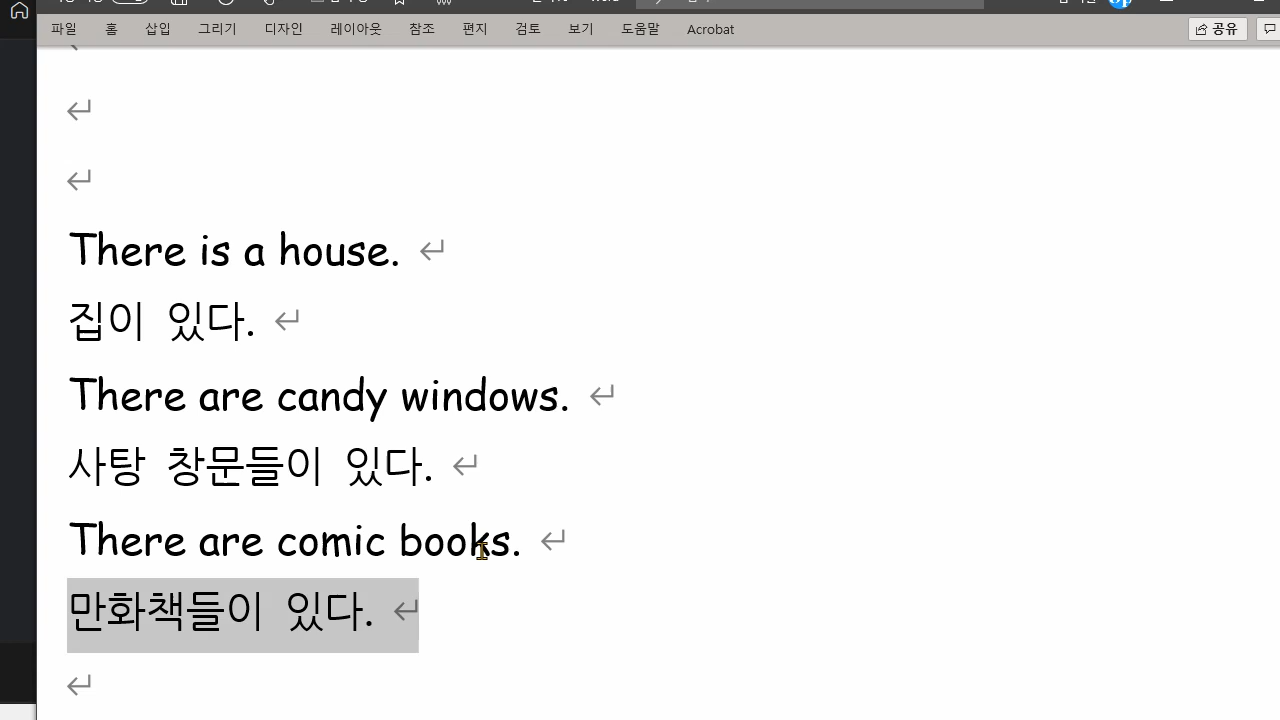 파일 홈 삽입 그리기 디자인 레이아웃 참조 편지 검토 보기 도움말 Acrobat 공유
There is a house.
집이 있다.
There are candy windows.
사탕 창문들이 있다.
There are comic books.
만화책들이 있다.